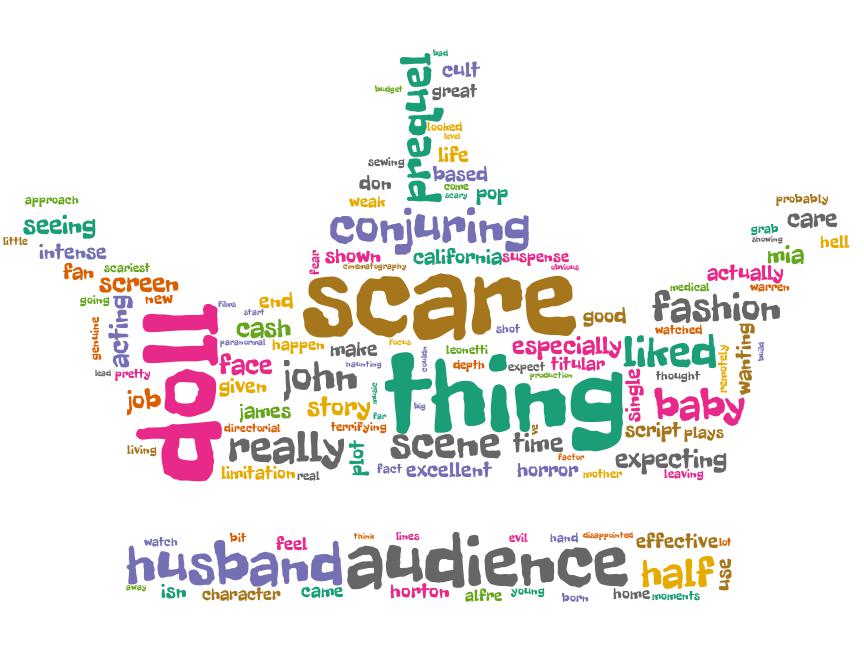 bad
prequel
cult
budget great
looked
level
sewing life
don based
come
scary pop
weak
approach probably
seeing conjuring care
grab
showing
little intense hell
fear shown california suspense mia
cinematography obvious
fan scariest actually
screen scare medical warren
going new films end good fashion
start
genuine acting doll cash shot watched wanting
paranormal happen make focus leonetti especially liked remotely build
haunting couldn
lead pretty face depth expect titular thought
production
given john thing single baby
job james story music big
far
directorial terrifying ve script plays
living really plot scene time
factor expecting
limitation real fact excellent horror mother leaving
watch bit feel think lines evil hand disappointed effective lot
husband audience half use
away isn character came horton alfre young born home moments